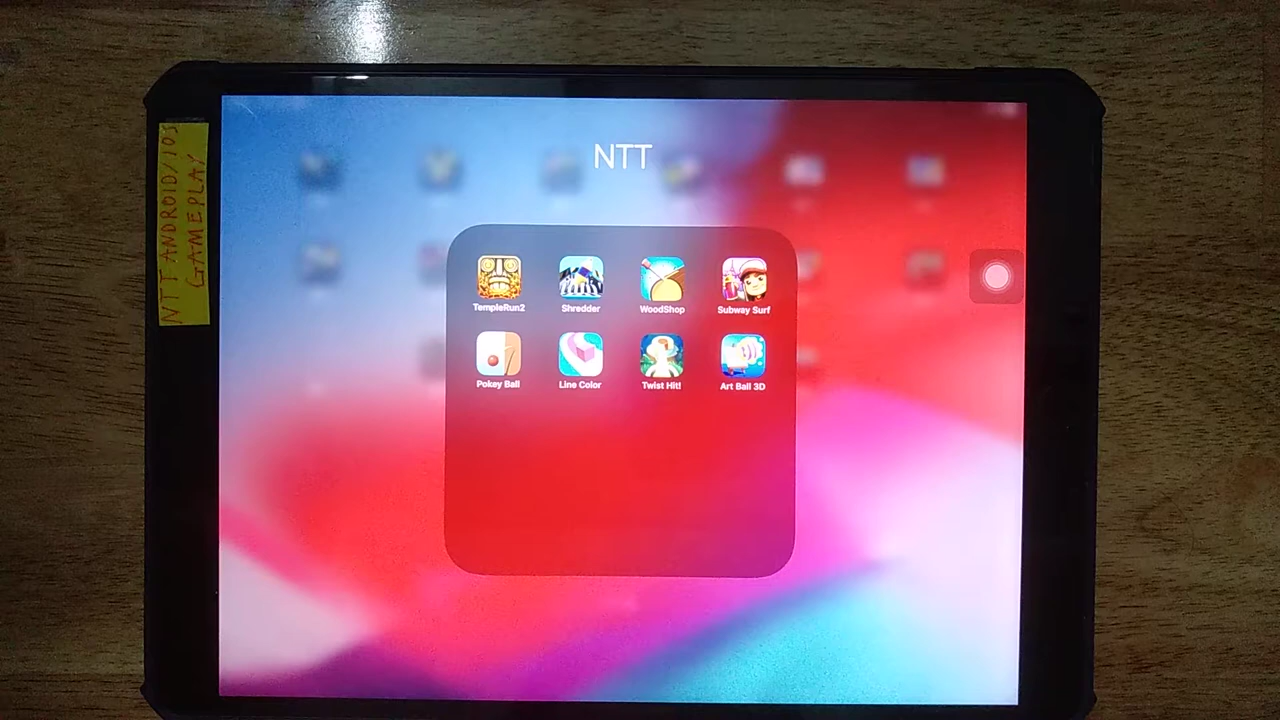 NTT ANDROID/IOS
GAMEPLAY
NTT
TempleRun2
Shredder
WoodShop
Subway Surf
Pokey Ball
Line Color
Twist Hit!
Art Ball 3D